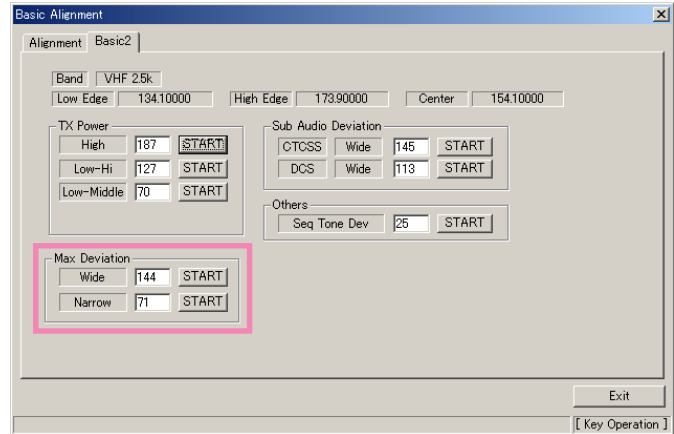 Basic Alignment
Alignment Basic2
Band VHF 2.5k
Low Edge 134.10000 High Edge 173.90000 Center 154.10000
TX Power
High 187 START
Low-Hi 127 START
Low-Middle 70 START
Sub Audio Deviation
CTCSS Wide 145 START
DCS Wide 113 START
Others
Seq Tone Dev 25 START
Max Deviation
Wide 144 START
Narrow 71 START
Exit
[ Key Operation ]